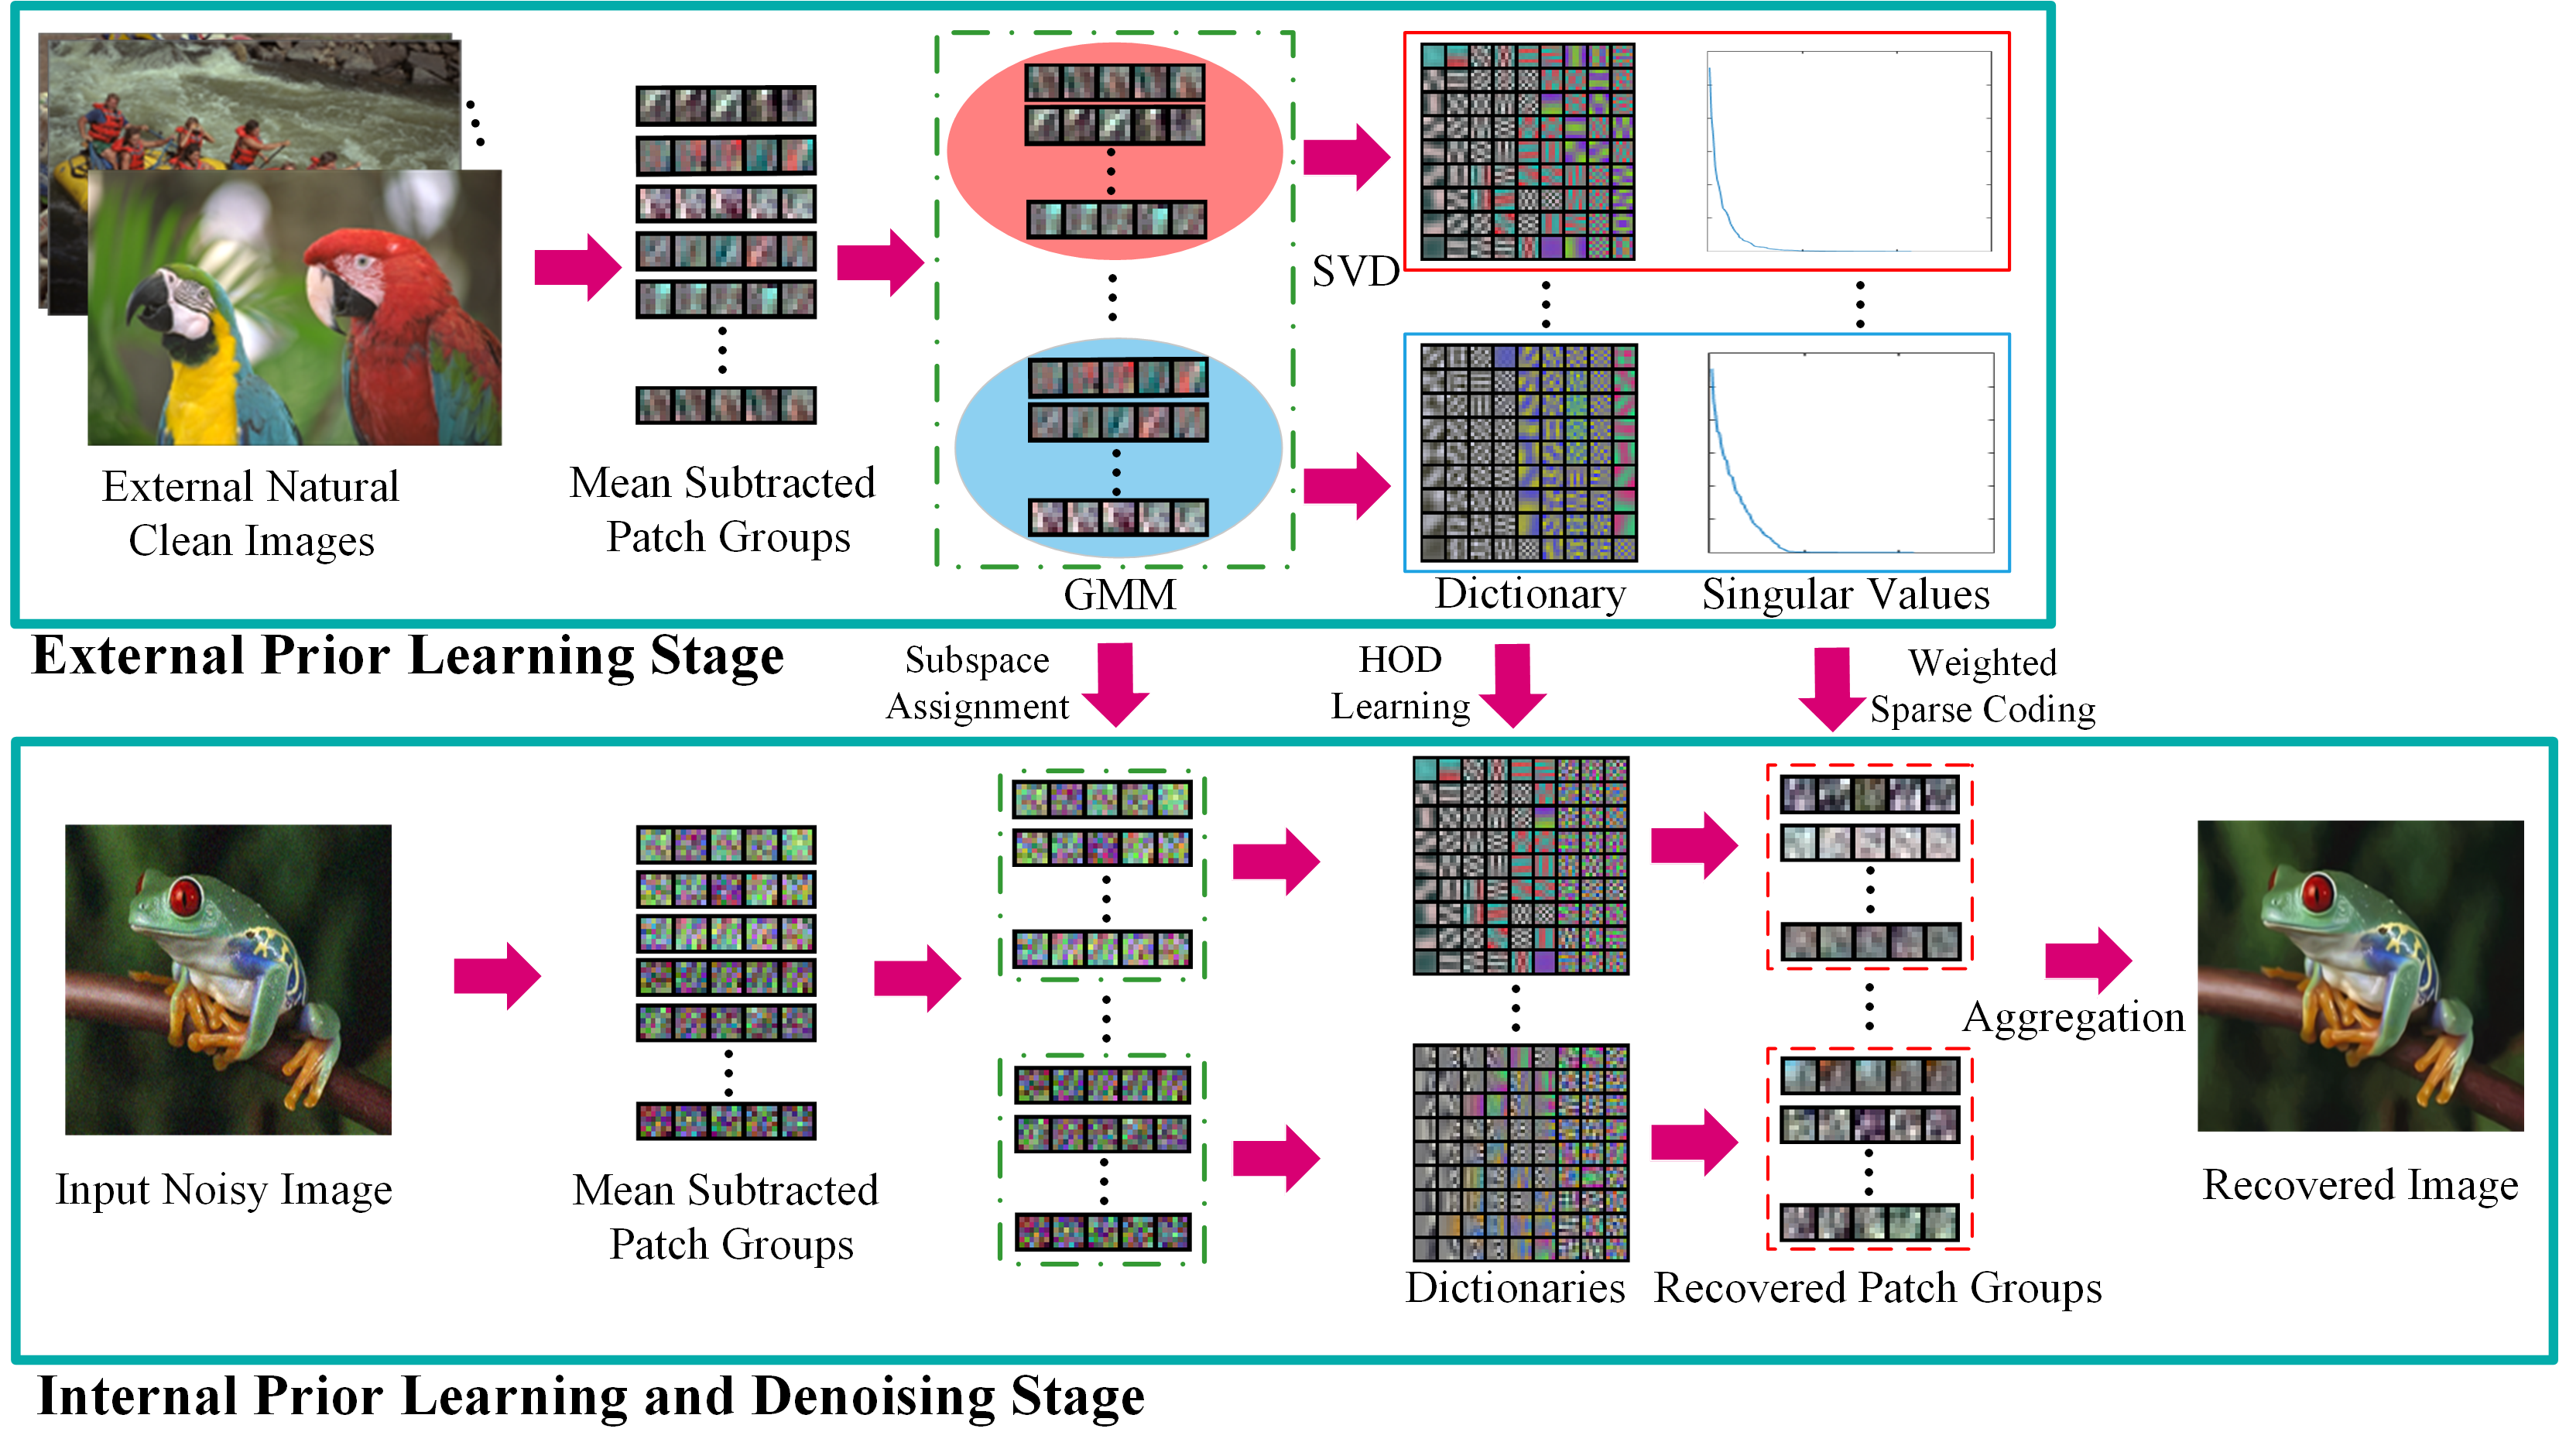 External Natural
Clean Images
Mean Subtracted
Patch Groups
GMM
SVD
Dictionary
Singular Values
External Prior Learning Stage
Subspace
Assignment
HOD
Learning
Weighted
Sparse Coding
Input Noisy Image
Mean Subtracted
Patch Groups
Dictionaries
Recovered Patch Groups
Aggregation
Recovered Image
Internal Prior Learning and Denoising Stage